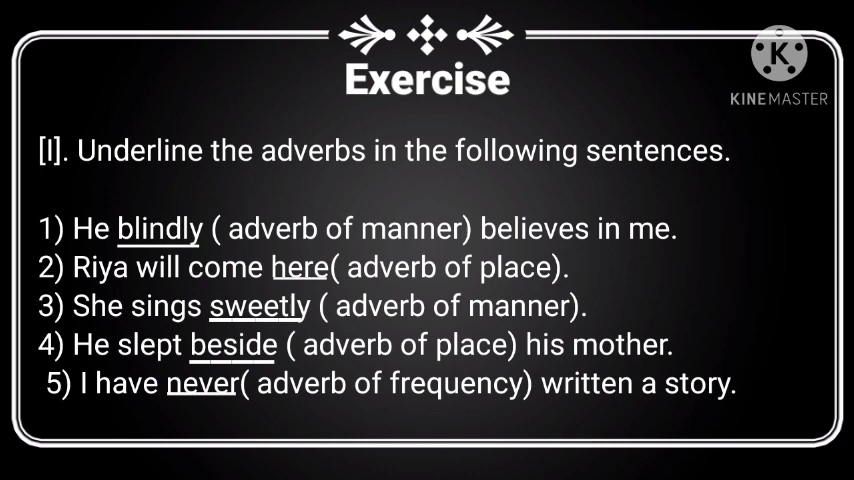 K
KINEMASTER
Exercise
[I]. Underline the adverbs in the following sentences.
1) He blindly ( adverb of manner) believes in me.
2) Riya will come here( adverb of place).
3) She sings sweetly ( adverb of manner).
4) He slept beside ( adverb of place) his mother.
5) I have never( adverb of frequency) written a story.